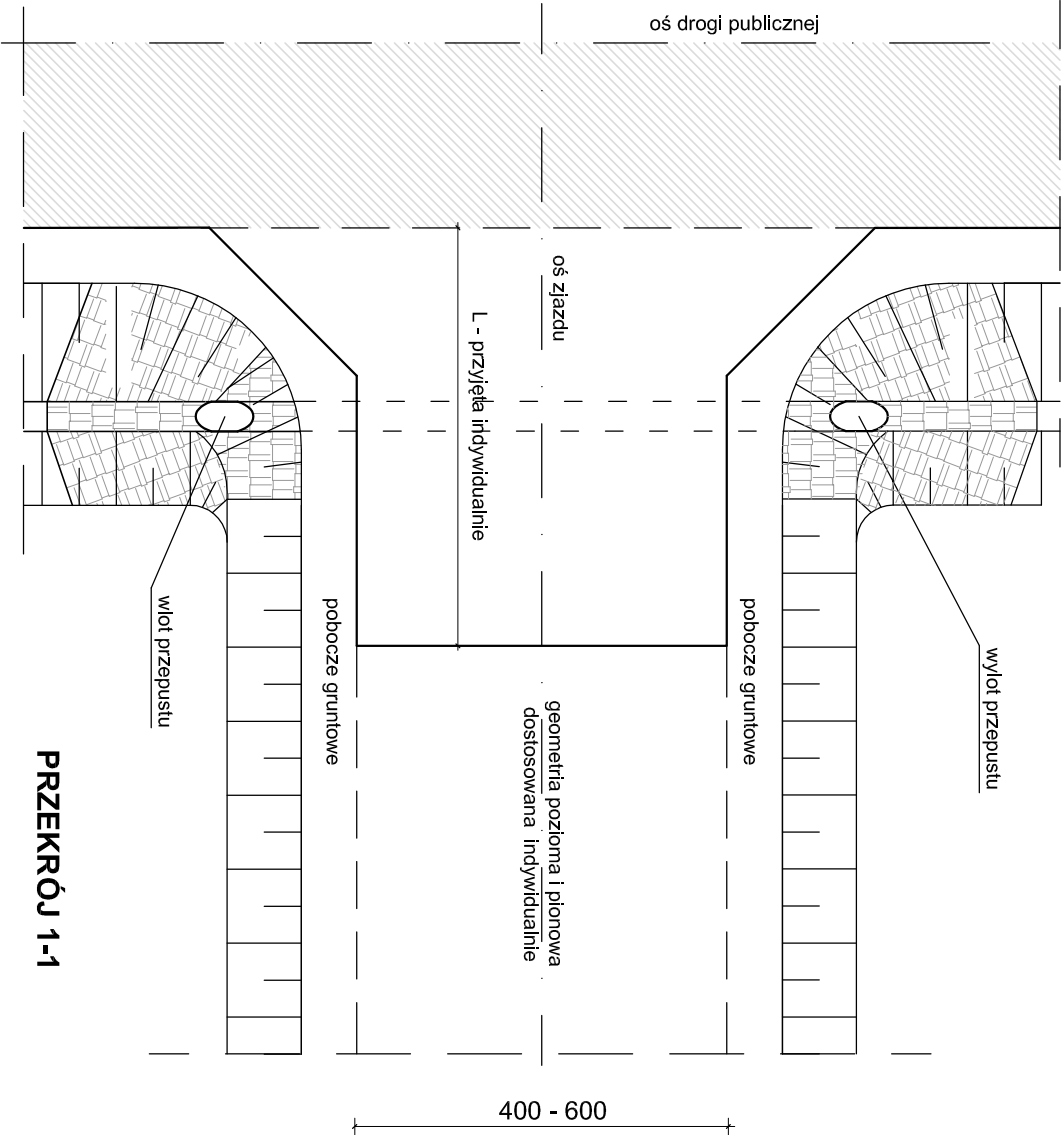 oś drogi publicznej
oś zjazdu
L - przyjęta indywidualnie
wlot przepustu
pobocze gruntowe
pobocze gruntowe
wylot przepustu
geometria pozioma i pionowa
dostosowana indywidualnie
PRZEKRÓJ 1-1
400 - 600